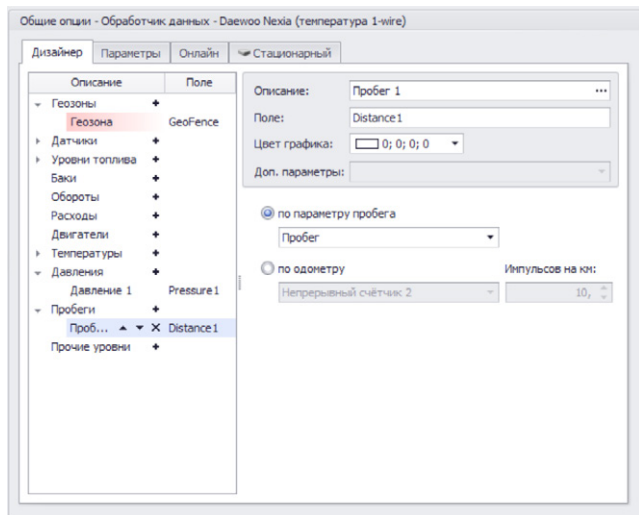 Общие опции - Обработчик данных - Daewoo Nexia (температура 1-wire)
Дизайнер Параметры Онлайн Стационарный
Описание Поле
Геозоны +
Геозона GeoFence
Датчики +
Уровни топлива +
Баки +
Обороты +
Расходы +
Двигатели +
Температуры +
Давления +
Давление 1 Pressure1
Пробеги +
Проб... Distance1
Прочие уровни +
Описание: Пробег 1 ...
Поле: Distance1
Цвет графика: 0; 0; 0; 0
Доп. параметры:
по параметру пробега
Пробег
по одометру Импульсов на км:
Непрерывный счётчик 2 10,